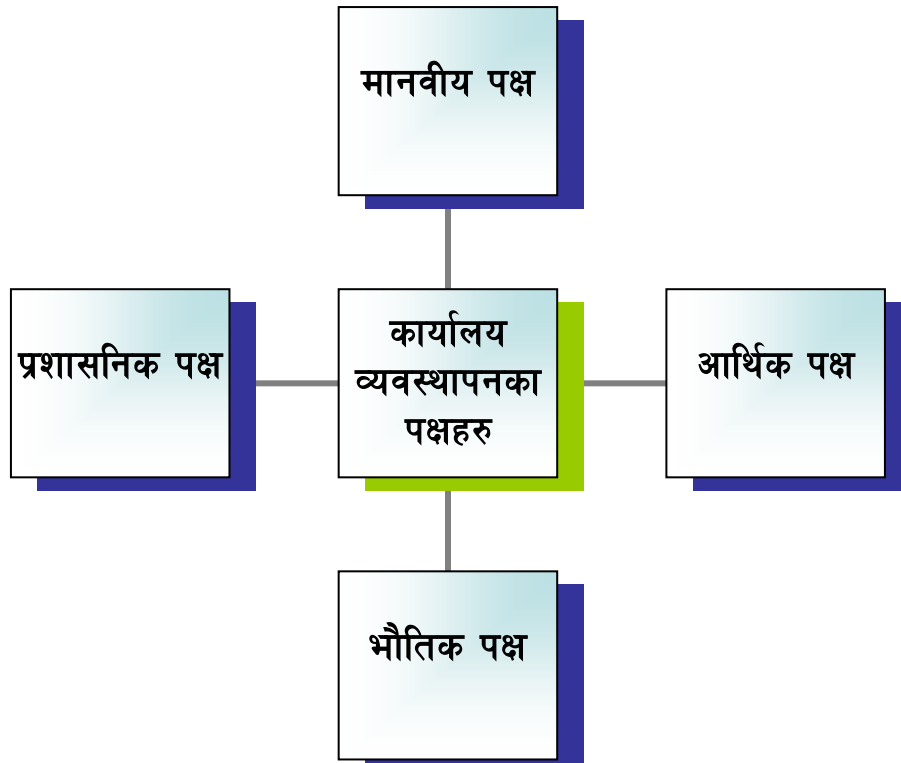 मानवीय पक्ष
प्रशासनिक पक्ष
कार्यालय
व्यवस्थापनका
पक्षहरु
आर्थिक पक्ष
भौतिक पक्ष